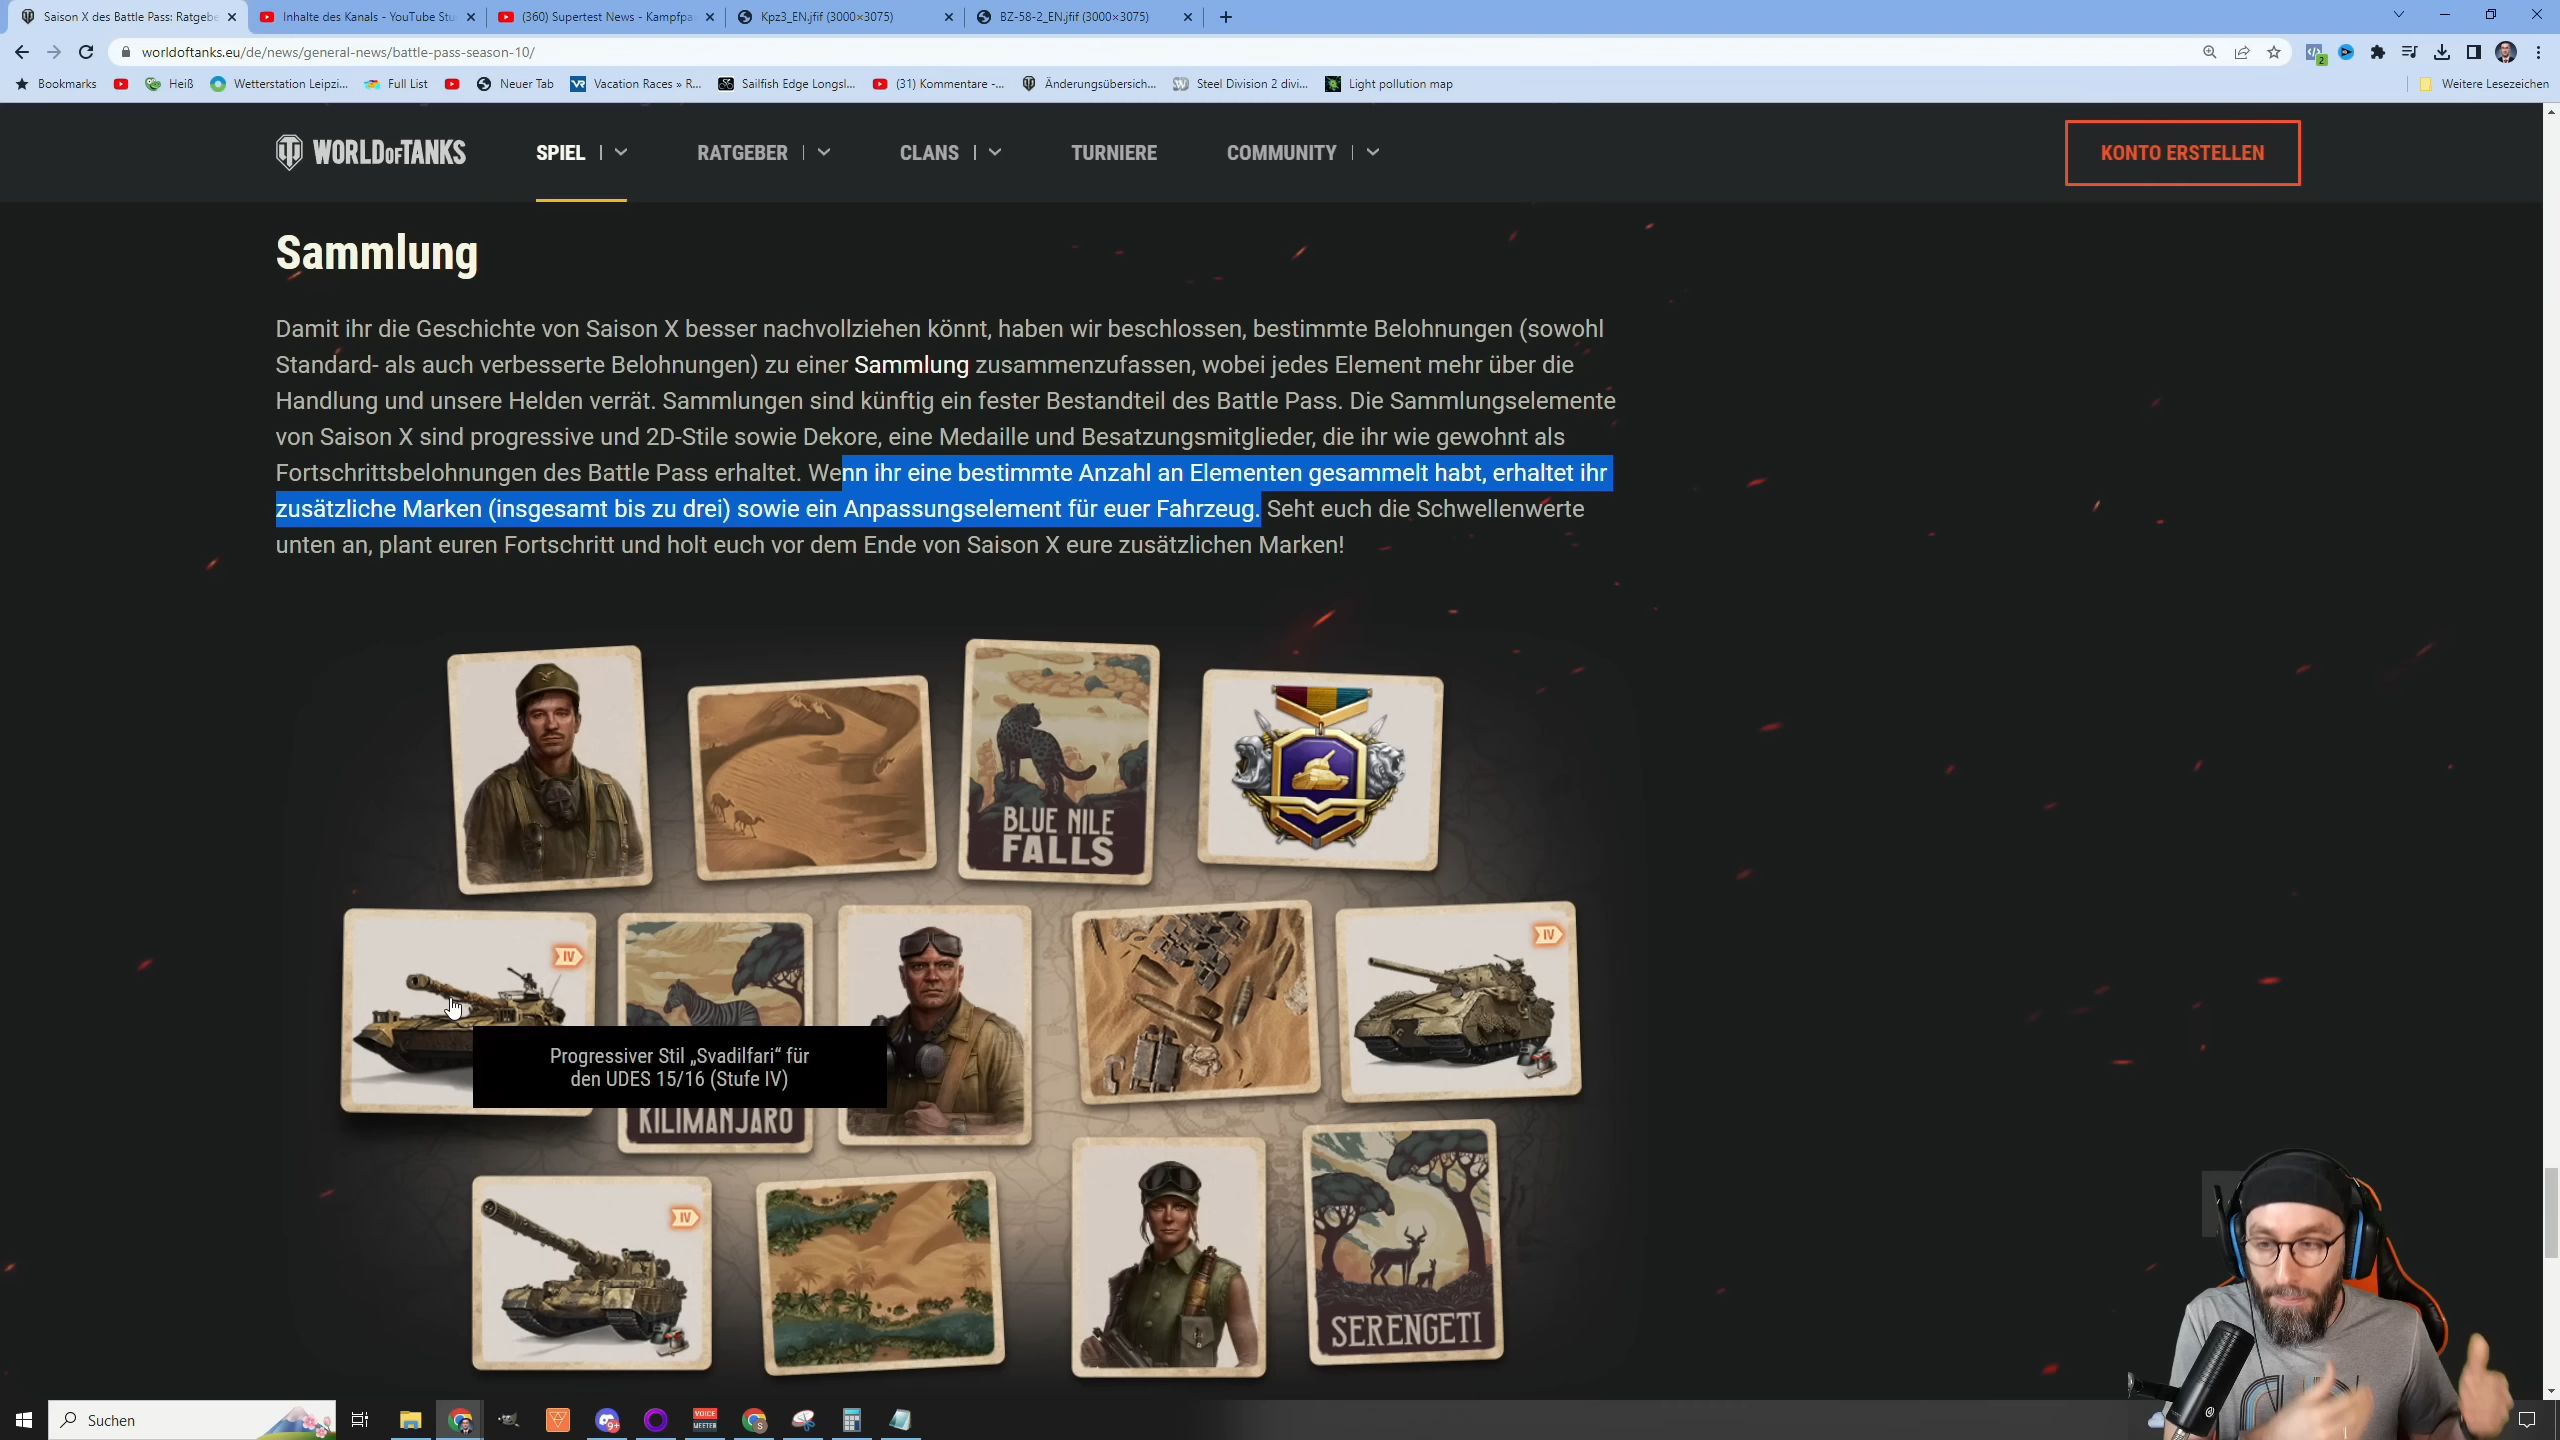 Saison X des Battle Pass: Ratgebe
Inhalte des Kanals - YouTube Stu
(360) Supertest News - Kampfpa
Kpz3_EN.jfif (3000×3075)
BZ-58-2_EN.jfif (3000×3075)
worldoftanks.eu/de/news/general-news/battle-pass-season-10/
2
Bookmarks
Heiß
Wetterstation Leipzi...
Full List
Neuer Tab
VR
Vacation Races » R...
Sailfish Edge Longsl...
(31) Kommentare -...
Änderungsübersich...
Steel Division 2 divi...
Light pollution map
Weitere Lesezeichen
WORLD OF TANKS
SPIEL
RATGEBER
CLANS
TURNIERE
COMMUNITY
KONTO ERSTELLEN
Sammlung
Damit ihr die Geschichte von Saison X besser nachvollziehen könnt, haben wir beschlossen, bestimmte Belohnungen (sowohl
Standard- als auch verbesserte Belohnungen) zu einer Sammlung zusammenzufassen, wobei jedes Element mehr über die
Handlung und unsere Helden verrät. Sammlungen sind künftig ein fester Bestandteil des Battle Pass. Die Sammlungselemente
von Saison X sind progressive und 2D-Stile sowie Dekore, eine Medaille und Besatzungsmitglieder, die ihr wie gewohnt als
Fortschrittsbelohnungen des Battle Pass erhaltet. Wenn ihr eine bestimmte Anzahl an Elementen gesammelt habt, erhaltet ihr
zusätzliche Marken (insgesamt bis zu drei) sowie ein Anpassungselement für euer Fahrzeug. Seht euch die Schwellenwerte
unten an, plant euren Fortschritt und holt euch vor dem Ende von Saison X eure zusätzlichen Marken!
BLUE NILE
FALLS
IV
IV
Progressiver Stil „Svadilfari“ für
den UDES 15/16 (Stufe IV)
KILIMANJARO
IV
SERENGETI
Suchen
9+
VOICE
MEETER
S